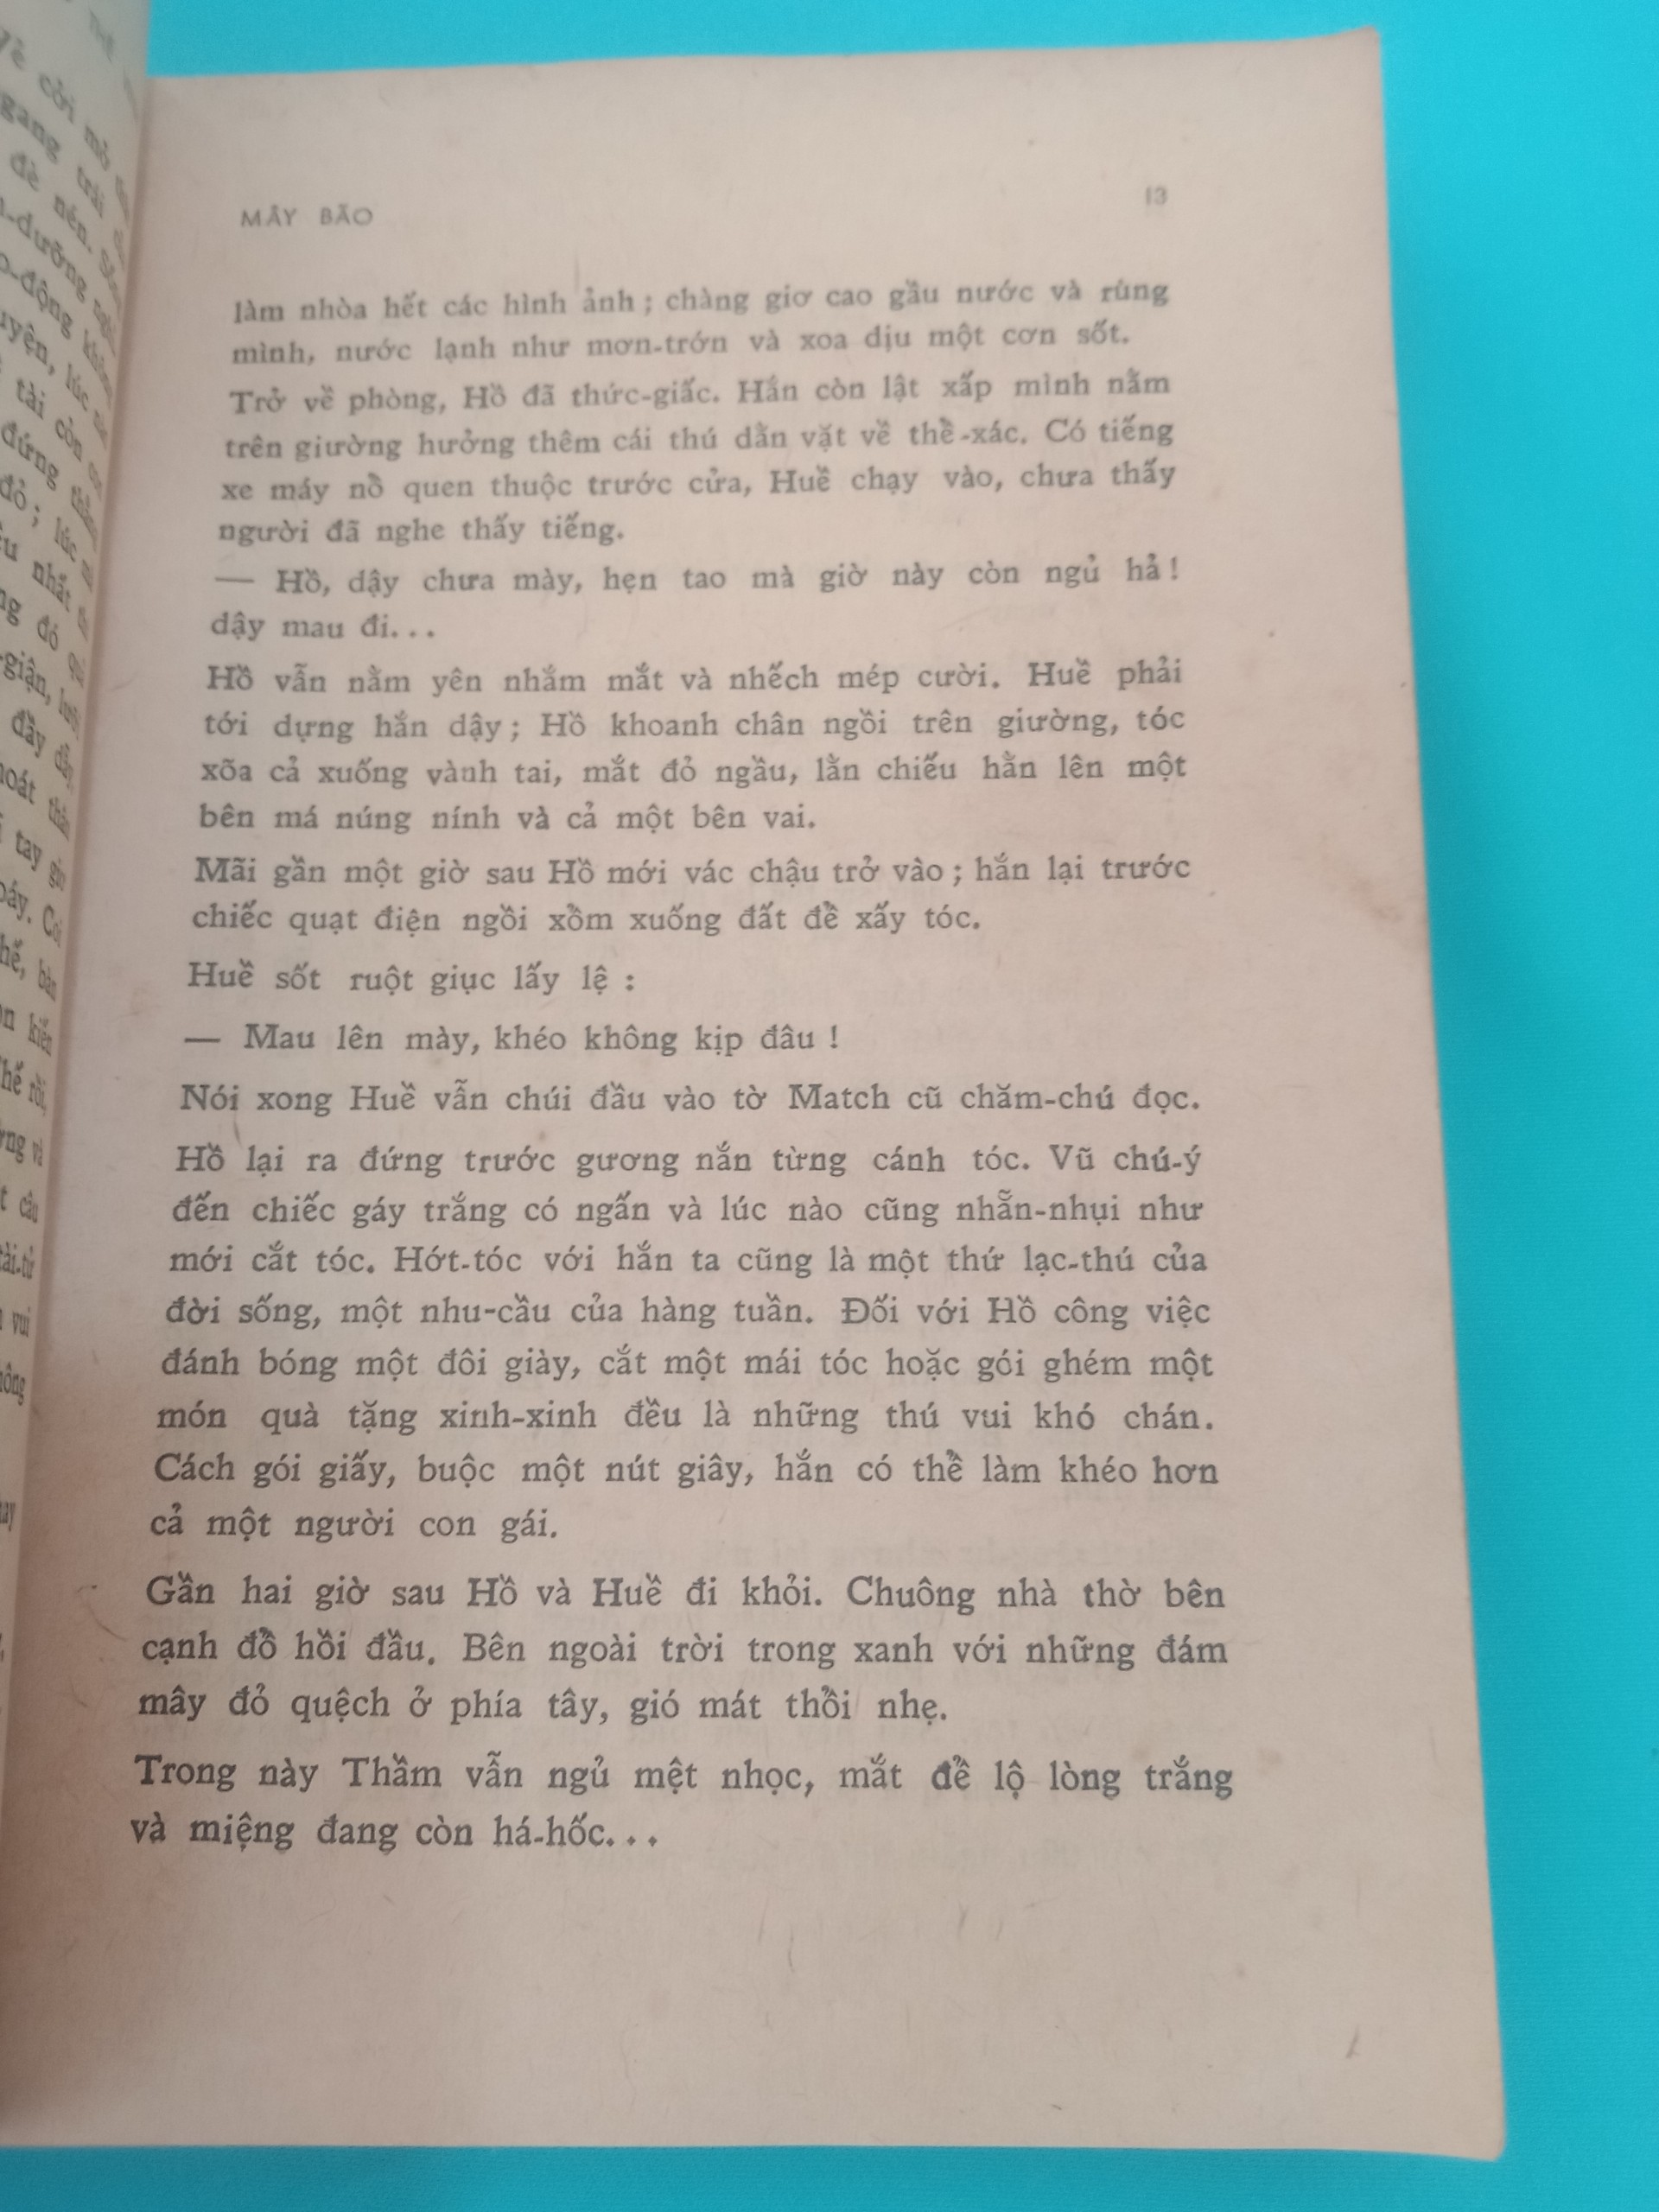 MÂY BÃO
13
làm nhòa hết các hình ảnh ; chàng giơ cao gầu nước và rùng
mình, nước lạnh như mơn-trớn và xoa dịu một cơn sốt.
Trở về phòng, Hồ đã thức-giấc. Hắn còn lật xấp mình nằm
trên giường hưởng thêm cái thú dằn vặt về thể-xác. Có tiếng
xe máy nổ quen thuộc trước cửa, Huề chạy vào, chưa thấy
người đã nghe thấy tiếng.
— Hồ, dậy chưa mày, hẹn tao mà giờ này còn ngủ hả !
dậy mau đi...
Hồ vẫn nằm yên nhắm mắt và nhếch mép cười. Huề phải
tới dựng hắn dậy ; Hồ khoanh chân ngồi trên giường, tóc
xõa cả xuống vành tai, mắt đỏ ngầu, lằn chiếu hằn lên một
bên má núng nính và cả một bên vai.
Mãi gần một giờ sau Hồ mới vác chậu trở vào ; hắn lại trước
chiếc quạt điện ngồi xồm xuống đất để xấy tóc.
Huề sốt ruột giục lấy lệ :
— Mau lên mày, khéo không kịp đâu !
Nói xong Huề vẫn chúi đầu vào tờ Match cũ chăm-chú đọc.
Hồ lại ra đứng trước gương nắn từng cánh tóc. Vũ chú-ý
đến chiếc gáy trắng có ngấn và lúc nào cũng nhẵn-nhụi như
mới cắt tóc. Hớt-tóc với hắn ta cũng là một thứ lạc-thú của
đời sống, một nhu-cầu của hàng tuần. Đối với Hồ công việc
đánh bóng một đôi giày, cắt một mái tóc hoặc gói ghém một
món quà tặng xinh-xinh đều là những thú vui khó chán.
Cách gói giấy, buộc một nút giây, hắn có thể làm khéo hơn
cả một người con gái.
Gần hai giờ sau Hồ và Huề đi khỏi. Chuông nhà thờ bên
cạnh đổ hồi đầu. Bên ngoài trời trong xanh với những đám
mây đỏ quệch ở phía tây, gió mát thổi nhẹ.
Trong này Thầm vẫn ngủ mệt nhọc, mắt để lộ lòng trắng
và miệng đang còn há-hốc...